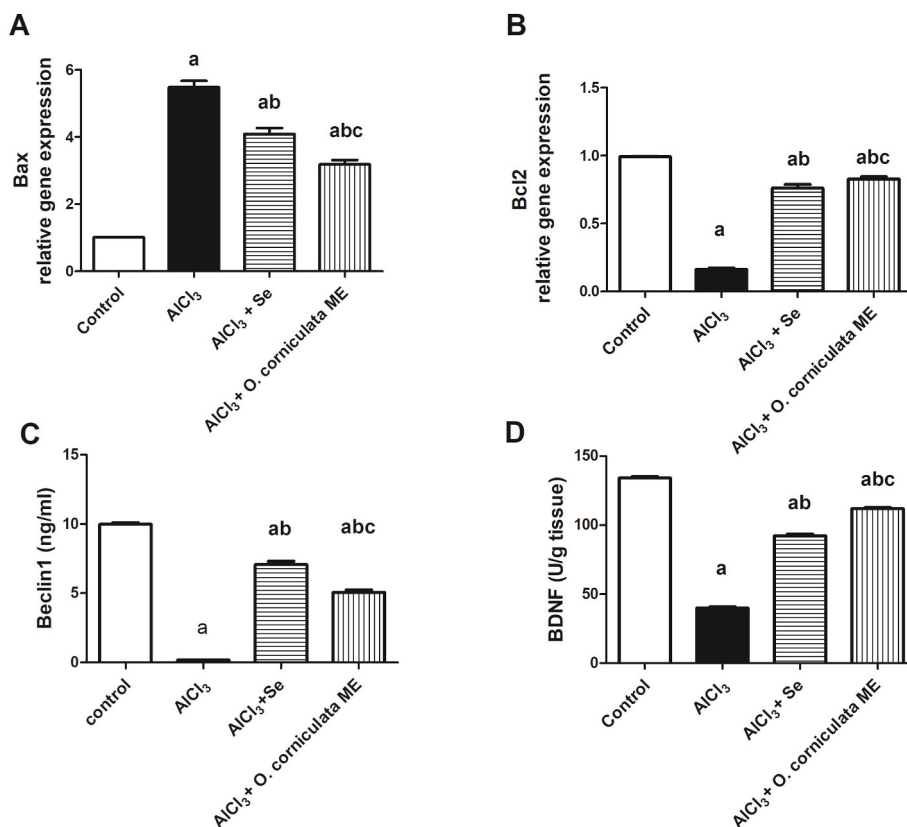 A
Bax
relative gene expression
6
4
2
0
a
ab
abc
Control
AlCl₃
AlCl₃ + Se
AlCl₃ + O. corniculata ME
B
Bcl2
relative gene expression
1.5
1.0
0.5
0.0
a
ab
abc
Control
AlCl₃
AlCl₃ + Se
AlCl₃ + O. corniculata ME
C
Beclin1 (ng/ml)
15
10
5
0
a
ab
abc
control
AlCl₃
AlCl₃+Se
AlCl₃+ O. corniculata ME
D
BDNF (U/g tissue)
150
100
50
0
a
ab
abc
Control
AlCl₃
AlCl₃ + Se
AlCl₃ + O. corniculata ME